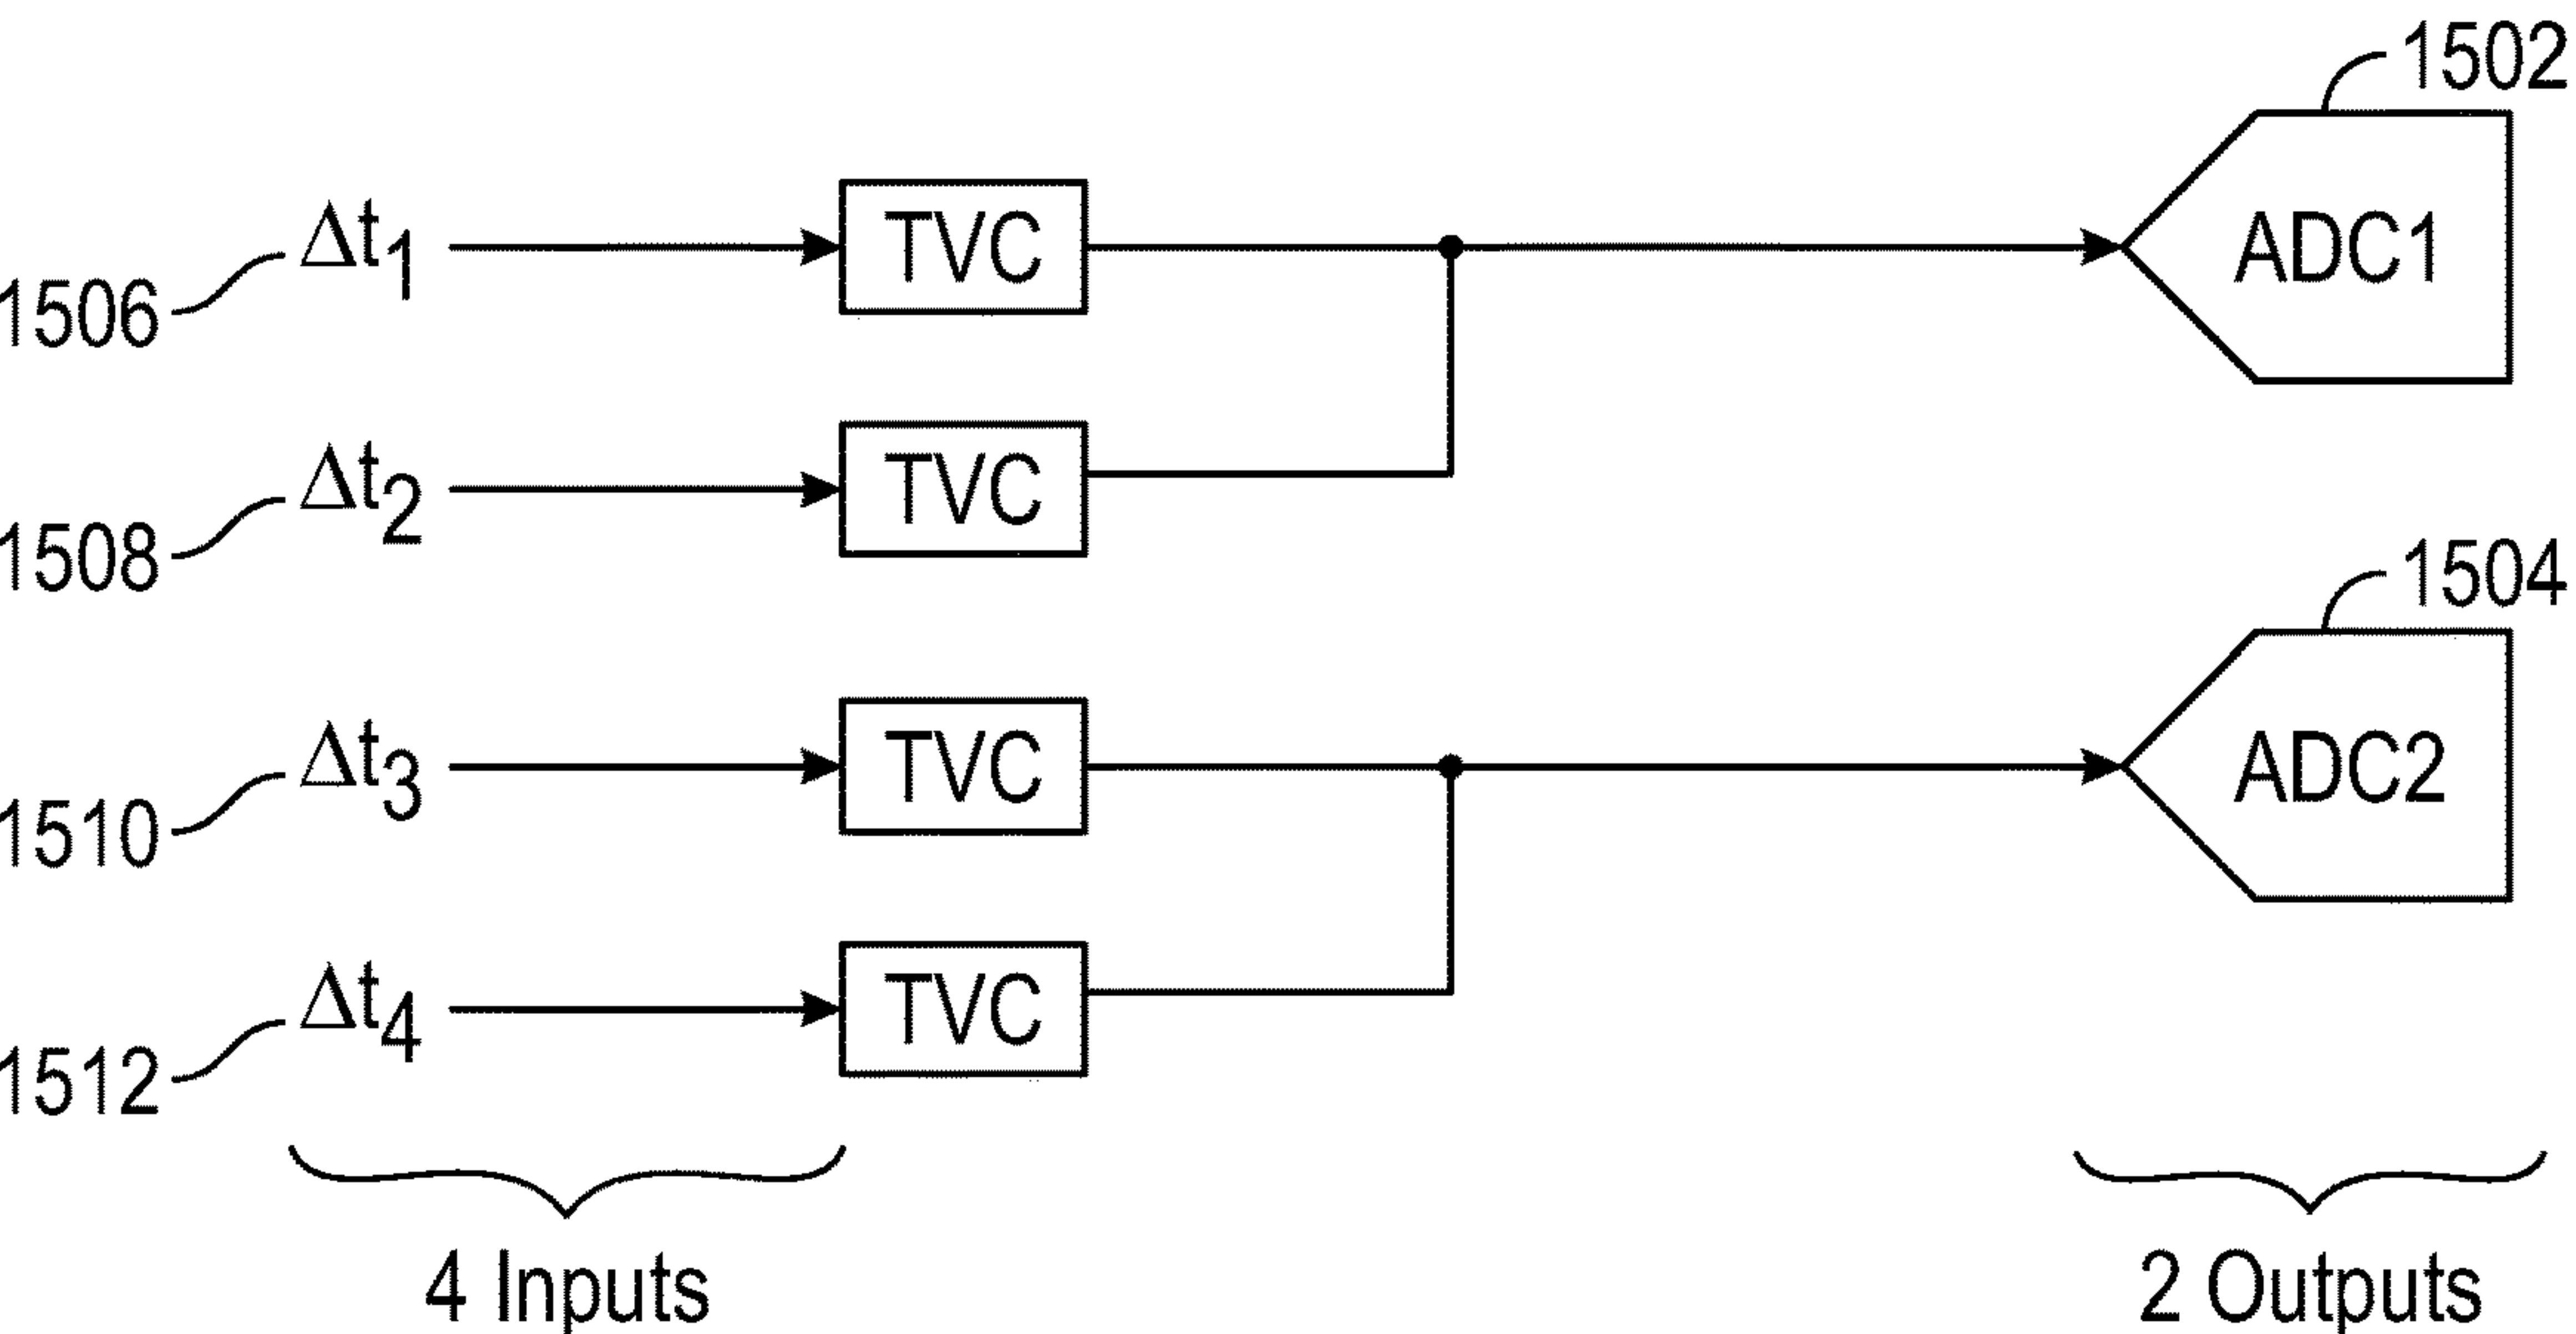 1502
Δt1 TVC ADC1
1506
Δt2 TVC
1508
1504
Δt3 TVC ADC2
1510
Δt4 TVC
1512
4 Inputs 2 Outputs